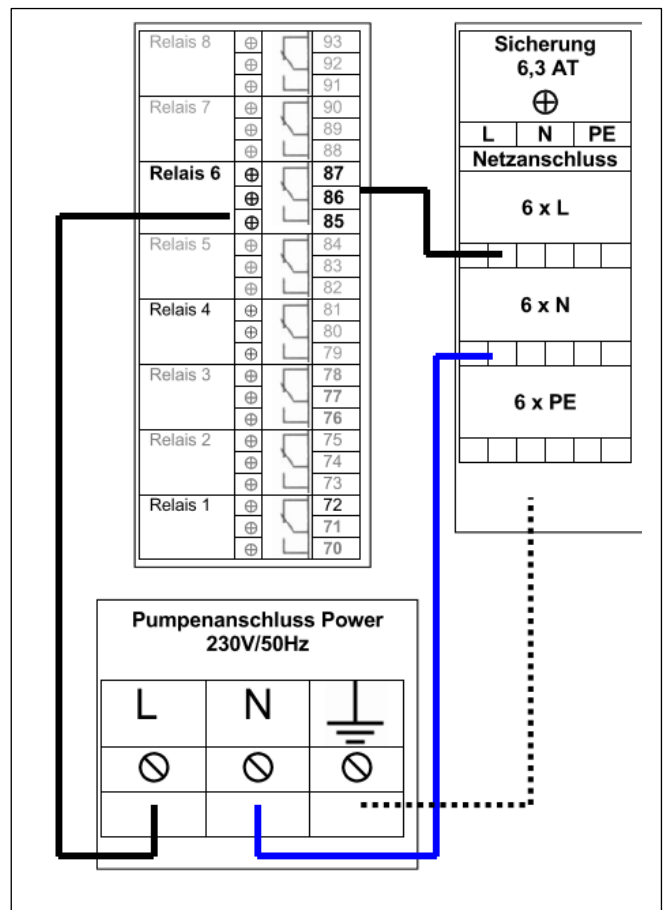 Relais 8 93
92
91
Relais 7 90
89
88
Relais 6 87
86
85
Relais 5 84
83
82
Relais 4 81
80
79
Relais 3 78
77
76
Relais 2 75
74
73
Relais 1 72
71
70
Sicherung
6,3 AT
L N PE
Netzanschluss
6 x L
6 x N
6 x PE
Pumpenanschluss Power
230V/50Hz
L N